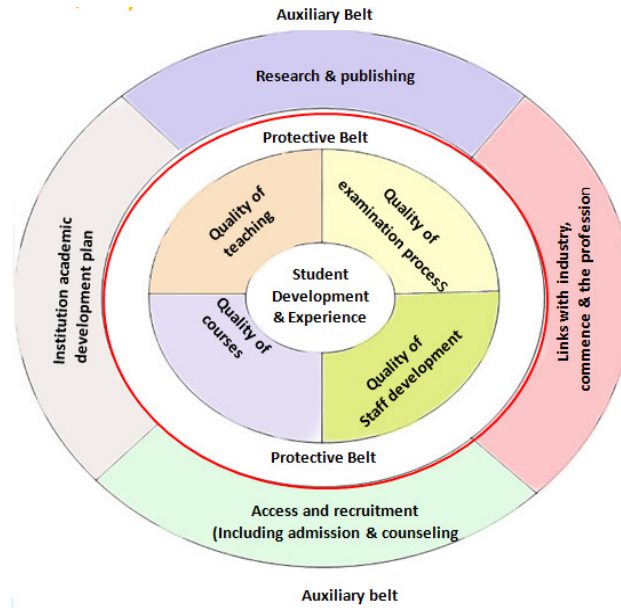 Auxiliary Belt
Research & publishing
Protective Belt
Quality of
teaching
Quality of
examination procesS
Institution academic
development plan
Student
Development
& Experience
Links with industry,
commence & the profession
Quality of
courses
Quality of
Staff development
Protective Belt
Access and recruitment
(Including admission & counseling
Auxiliary belt